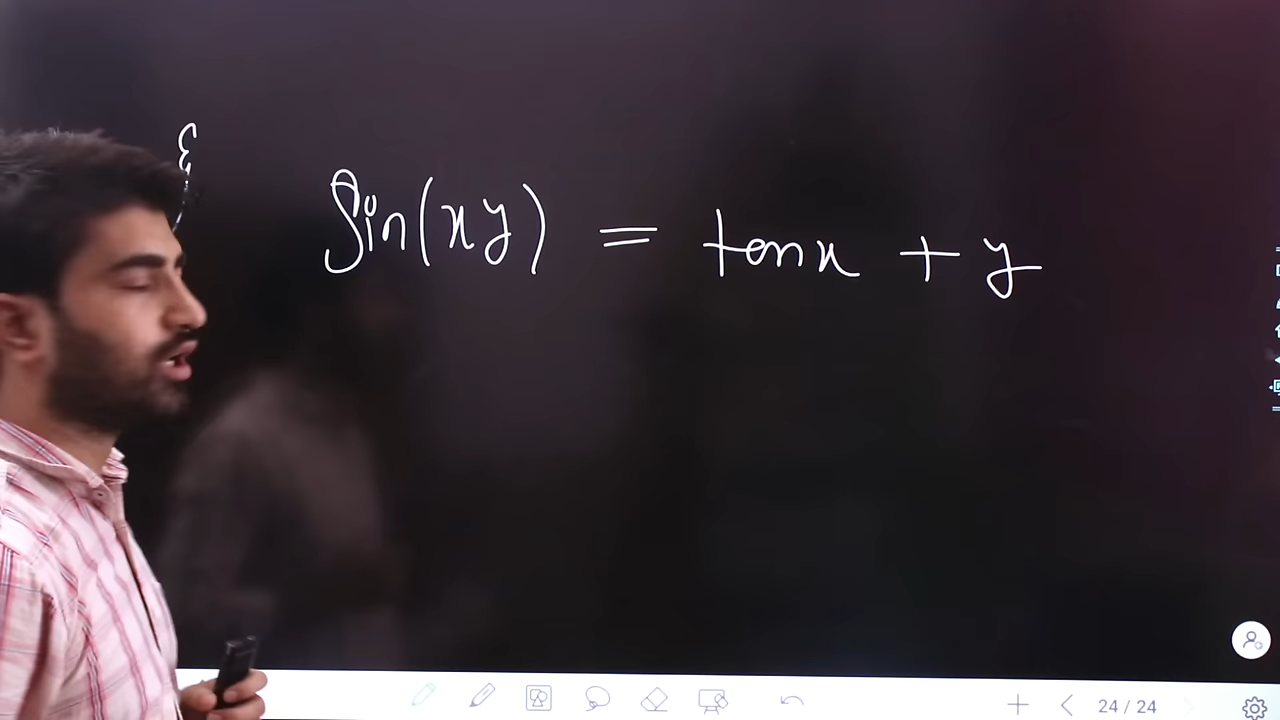 sin(xy) = tanx + y
24 / 24